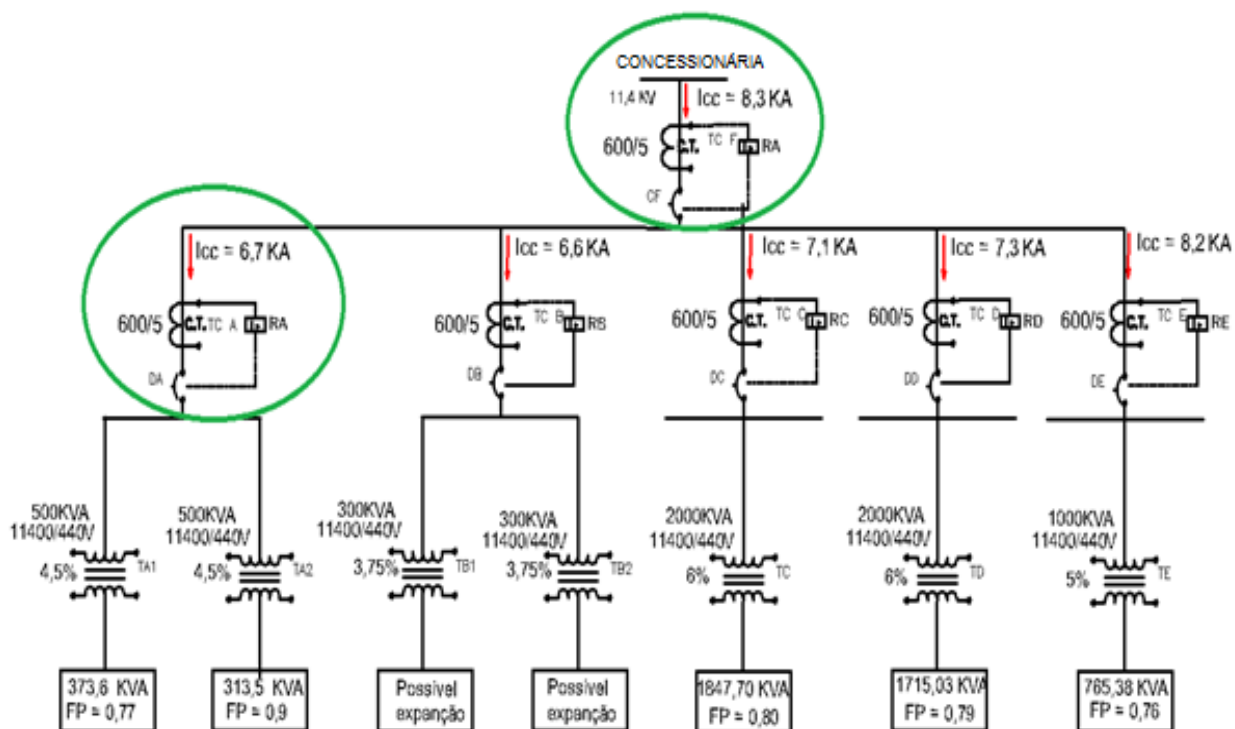 CONCESSIONÁRIA
11,4 KV
Icc = 8,3 KA
600/5
C.T.
TC F
RA
CF
Icc = 6,7 KA
Icc = 6,6 KA
Icc = 7,1 KA
Icc = 7,3 KA
Icc = 8,2 KA
600/5
C.T.
TC A
RA
600/5
C.T.
TC B
RB
600/5
C.T.
TC C
RC
600/5
C.T.
TC D
RD
600/5
C.T.
TC E
RE
DA
DB
DC
DD
DE
500KVA
11400/440V
4,5%
TA1
500KVA
11400/440V
4,5%
TA2
300KVA
11400/440V
3,75%
TB1
300KVA
11400/440V
3,75%
TB2
2000KVA
11400/440V
6%
TC
2000KVA
11400/440V
6%
TD
1000KVA
11400/440V
5%
TE
373,6 KVA
FP = 0,77
313,5 KVA
FP = 0,9
Possível
expanção
Possível
expanção
1847,70 KVA
FP = 0,80
1715,03 KVA
FP = 0,79
765,38 KVA
FP = 0,76